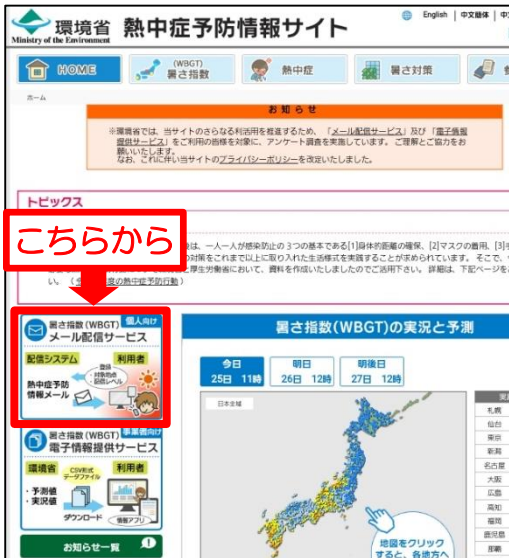 環境省
Ministry of the Environment
熱中症予防情報サイト
English | 中文簡体 |
HOME
(WBGT)
暑さ指数
熱中症
暑さ対策
ホーム
お知らせ
※環境省では、当サイトのさらなる利活用を推進するため、「メール配信サービス」及び「電子情報
提供サービス」をご利用の皆様を対象に、アンケート調査を実施しています。ご理解とご協力をお
願いいたします。
なお、これに伴い当サイトのプライバシーポリシーを改定いたしました。
トピックス
こちらから
は、一人一人が感染防止の3つの基本である[1]身体的距離の確保、[2]マスクの着用、[3]
の対策をこれまで以上に取り入れた生活様式を実践することが求められています。そこで、
厚生労働省において、資料を作成いたしましたのでご活用下さい。 詳細は、下記ページを
い。（
度の熱中症予防行動）
暑さ指数(WBGT) 個人向け
メール配信サービス
配信システム
利用者
登録
・対象地点
・配信レベル
熱中症予防
情報メール
暑さ指数(WBGT) 事業者向け
電子情報提供サービス
環境省
CSV形式
データファイル
利用者
・予測値
・実況値
ダウンロード
情報アプリ
お知らせ一覧
暑さ指数(WBGT)の実況と予測
今日
25日 11時
明日
26日 12時
明後日
27日 12時
日本全域
札幌
仙台
東京
新潟
名古屋
大阪
広島
高知
福岡
鹿児島
那覇
地図をクリック
すると、各地方へ